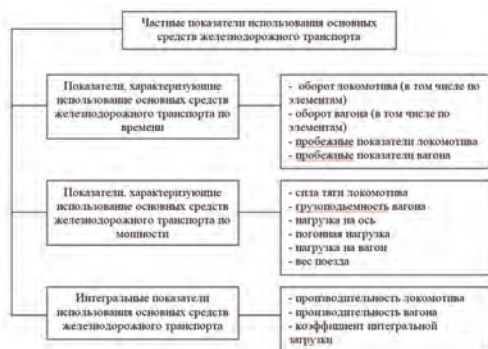 Частные показатели использования основных
средств железнодорожного транспорта
Показатели, характеризующие
использование основных средств
железнодорожного транспорта по
времени
- оборот локомотива (в том числе по
элементам)
- оборот вагона (в том числе по
элементам)
- пробежные показатели локомотива
- пробежные показатели вагона
Показатели, характеризующие
использование основных средств
железнодорожного транспорта по
мощности
- сила тяги локомотива
- грузоподъемность вагона
- нагрузка на ось
- погонная нагрузка
- нагрузка на вагон
- вес поезда
Интегральные показатели
использования основных средств
железнодорожного транспорта
- производительность локомотива
- производительность вагона
- коэффициент интегральной
загрузки